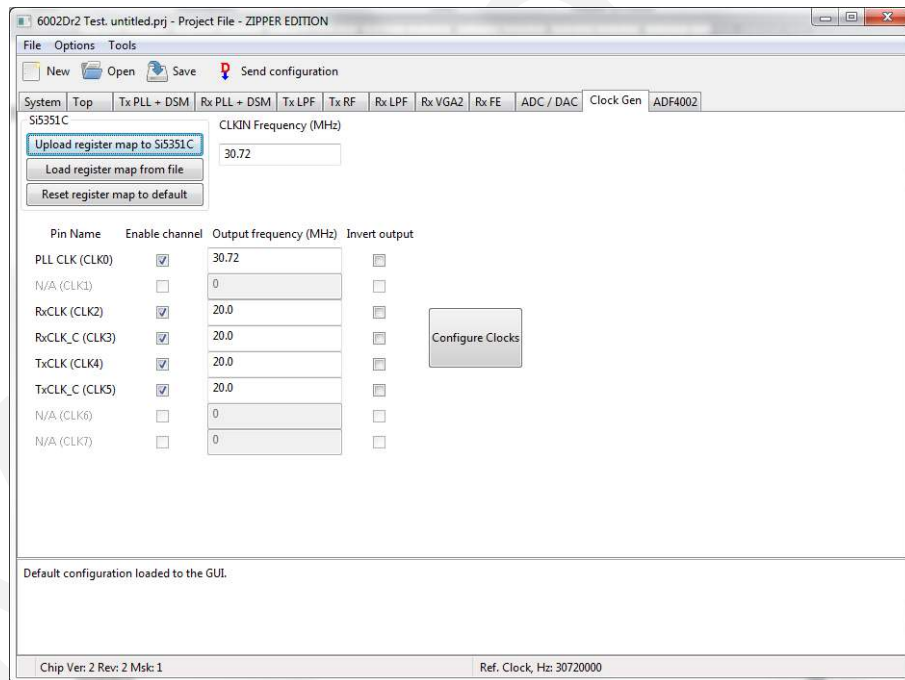 6002Dr2 Test. untitled.prj - Project File - ZIPPER EDITION
File Options Tools
New Open Save Send configuration
System Top Tx PLL + DSM Rx PLL + DSM Tx LPF Tx RF Rx LPF Rx VGA2 Rx FE ADC / DAC Clock Gen ADF4002
Si5351C
CLKIN Frequency (MHz)
Upload register map to Si5351C
30.72
Load register map from file
Reset register map to default
Pin Name Enable channel Output frequency (MHz) Invert output
PLL CLK (CLK0) 30.72
N/A (CLK1) 0
RxCLK (CLK2) 20.0
RxCLK_C (CLK3) 20.0
Configure Clocks
TxCLK (CLK4) 20.0
TxCLK_C (CLK5) 20.0
N/A (CLK6) 0
N/A (CLK7) 0
Default configuration loaded to the GUI.
Chip Ver: 2 Rev: 2 Msk: 1 Ref. Clock, Hz: 30720000